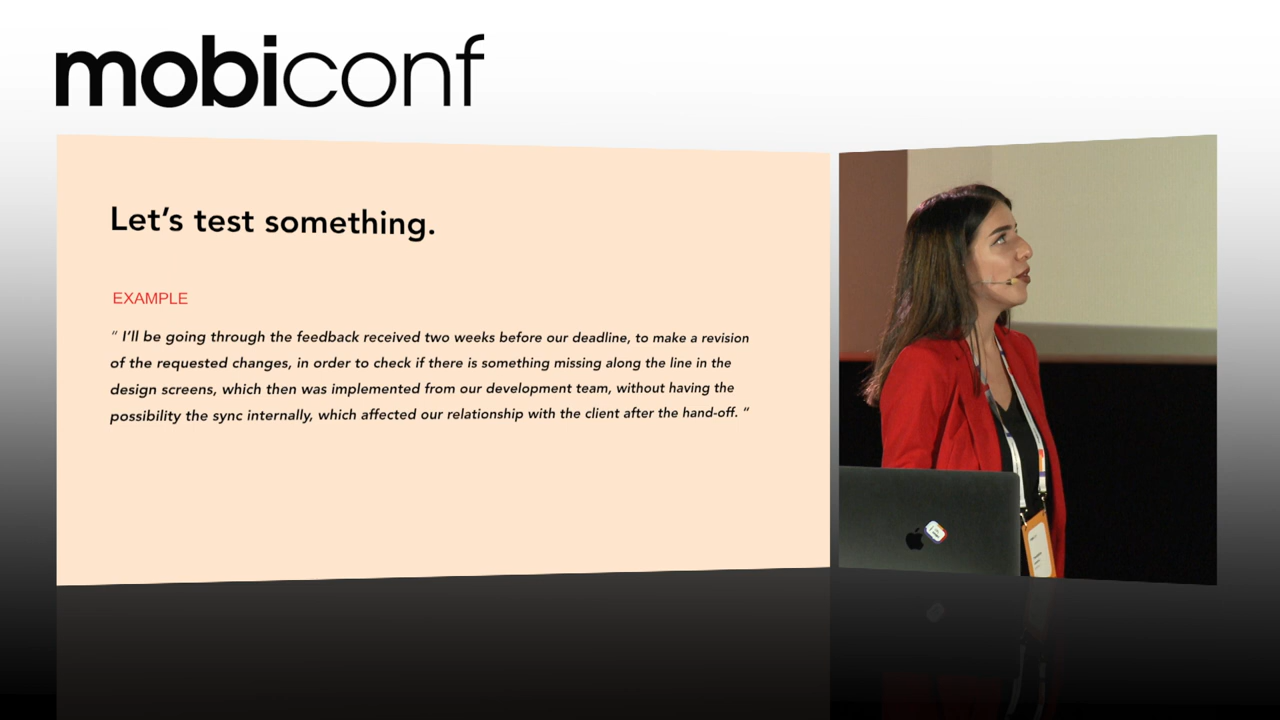 mobiconf
Let’s test something.
EXAMPLE
“ I’ll be going through the feedback received two weeks before our deadline, to make a revision
of the requested changes, in order to check if there is something missing along the line in the
design screens, which then was implemented from our development team, without having the
possibility the sync internally, which affected our relationship with the client after the hand-off. “